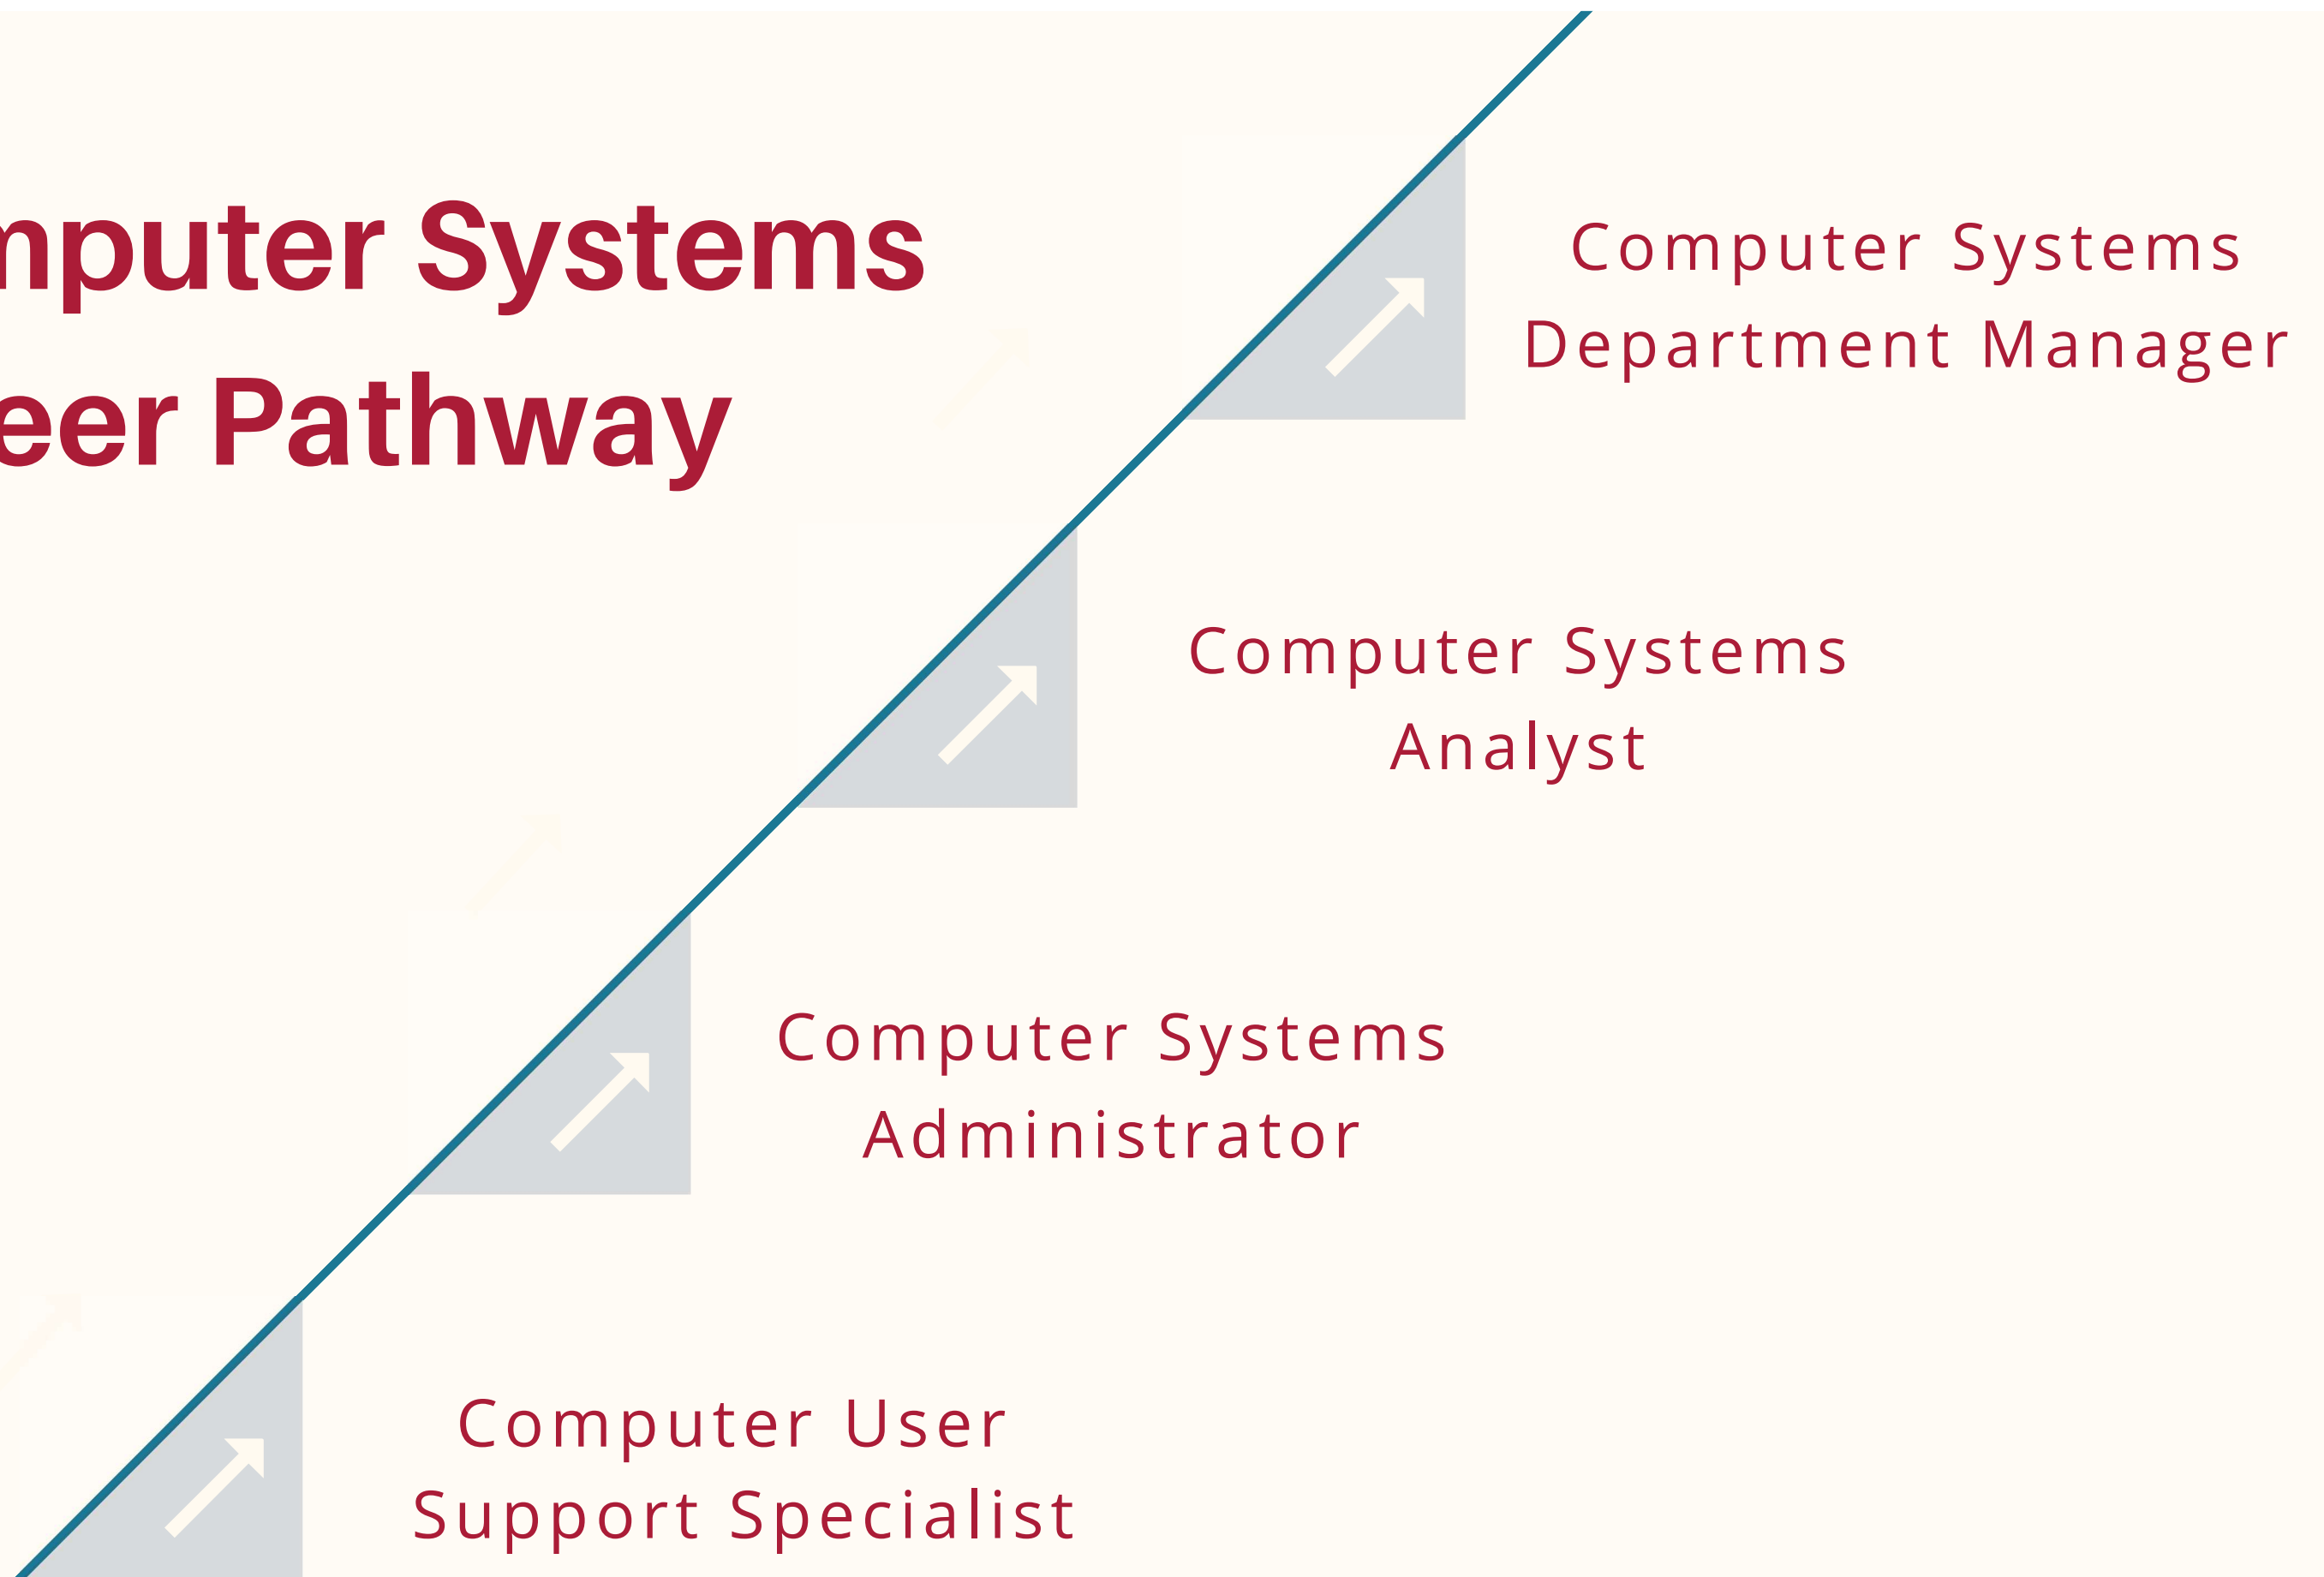 mputer Systems
eer Pathway
Computer Systems
Department Manager
Computer Systems
Analyst
Computer Systems
Administrator
Computer User
Support Specialist